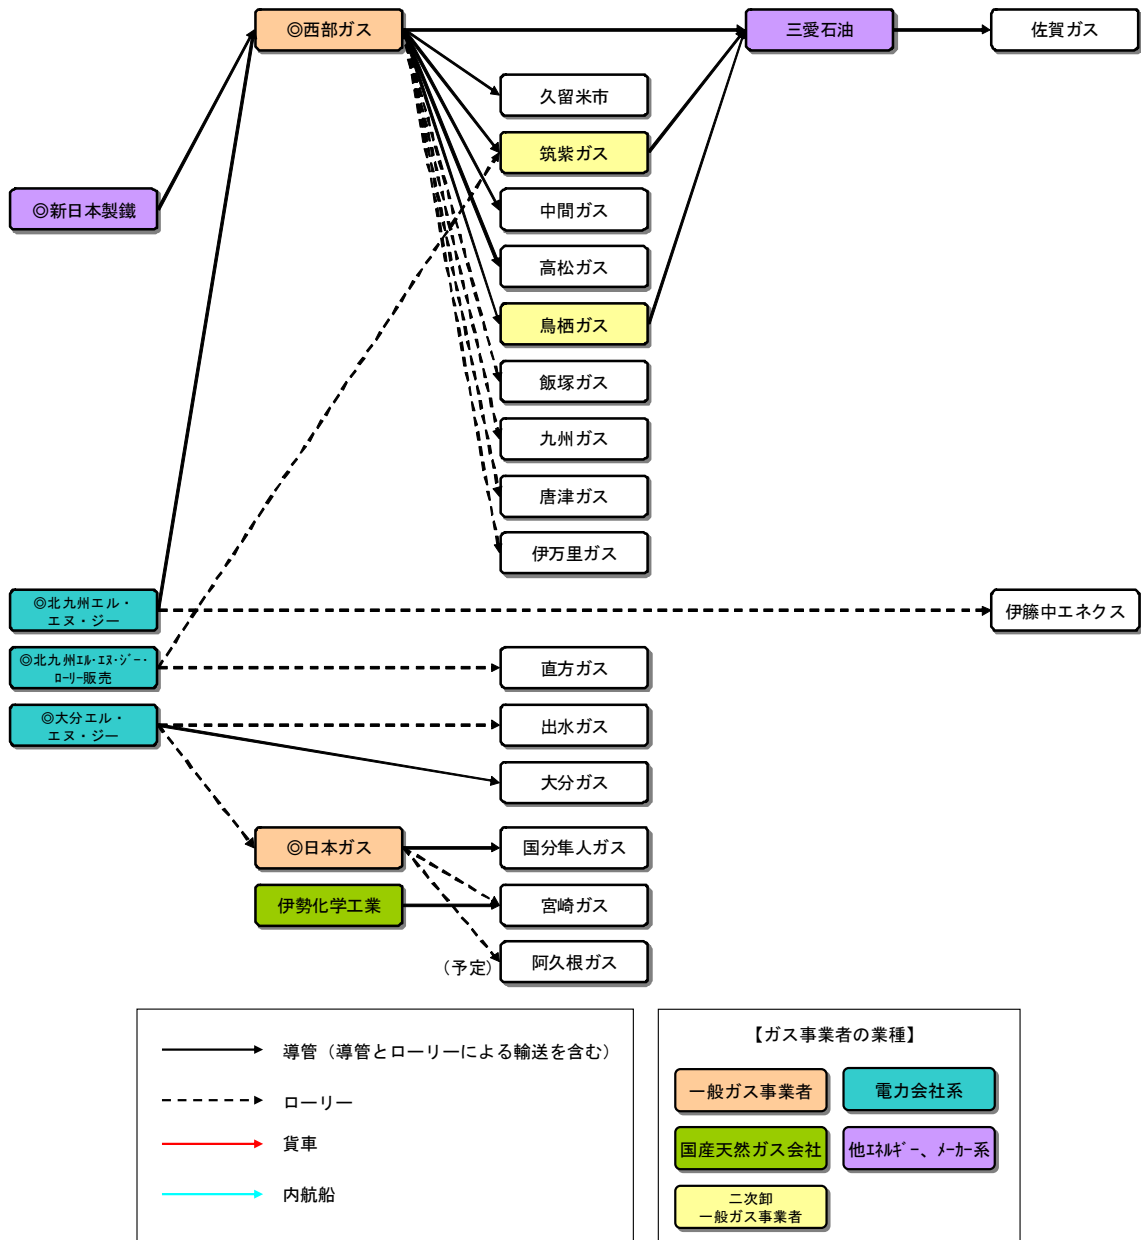 ◎西部ガス
三愛石油
佐賀ガス
久留米市
筑紫ガス
◎新日本製鐵
中間ガス
高松ガス
鳥栖ガス
飯塚ガス
九州ガス
唐津ガス
伊万里ガス
◎北九州エル・
エヌ・ジー
伊藤中エネクス
◎北九州ｴﾙ･ｴﾇ･ｼﾞｰ･
ﾛｰﾘｰ販売
直方ガス
◎大分エル・
エヌ・ジー
出水ガス
大分ガス
◎日本ガス
国分隼人ガス
伊勢化学工業
宮崎ガス
（予定）
阿久根ガス
導管（導管とローリーによる輸送を含む）
ローリー
貨車
内航船
【ガス事業者の業種】
一般ガス事業者
電力会社系
国産天然ガス会社
他ｴﾈﾙｷﾞｰ、ﾒｰｶｰ系
二次卸
一般ガス事業者